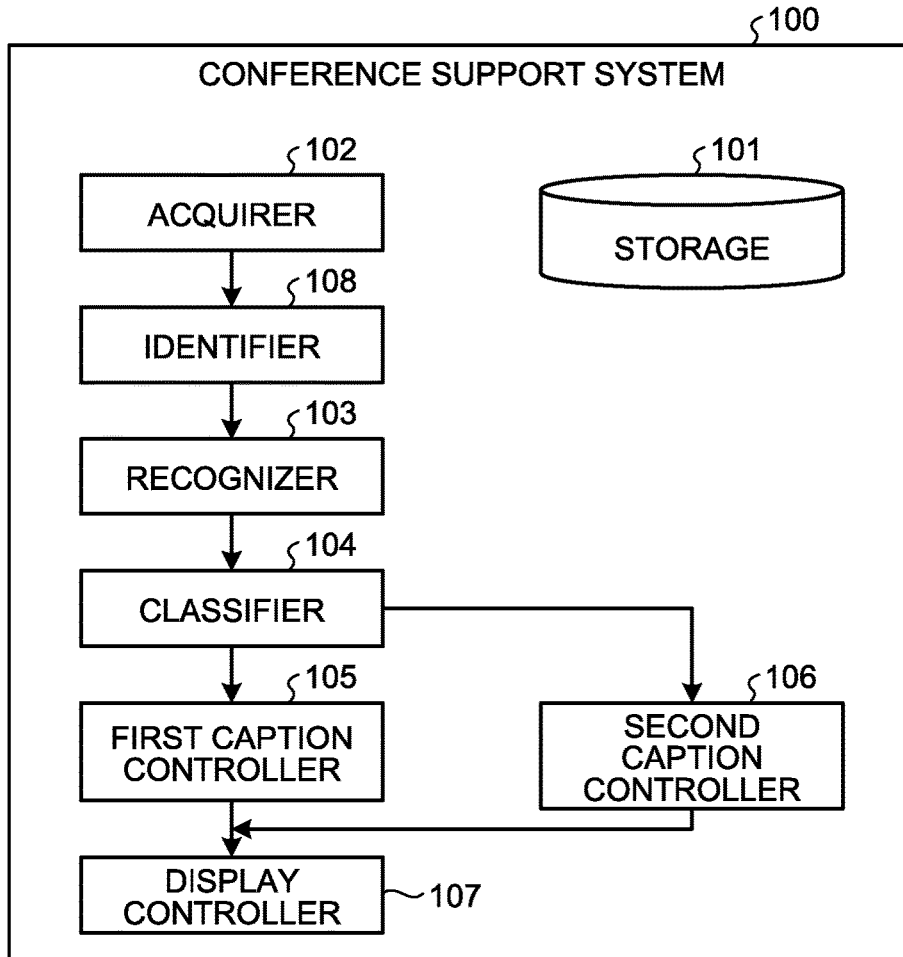 100
CONFERENCE SUPPORT SYSTEM
102
ACQUIRER
101
STORAGE
108
IDENTIFIER
103
RECOGNIZER
104
CLASSIFIER
105
FIRST CAPTION
CONTROLLER
106
SECOND
CAPTION
CONTROLLER
DISPLAY
CONTROLLER
107